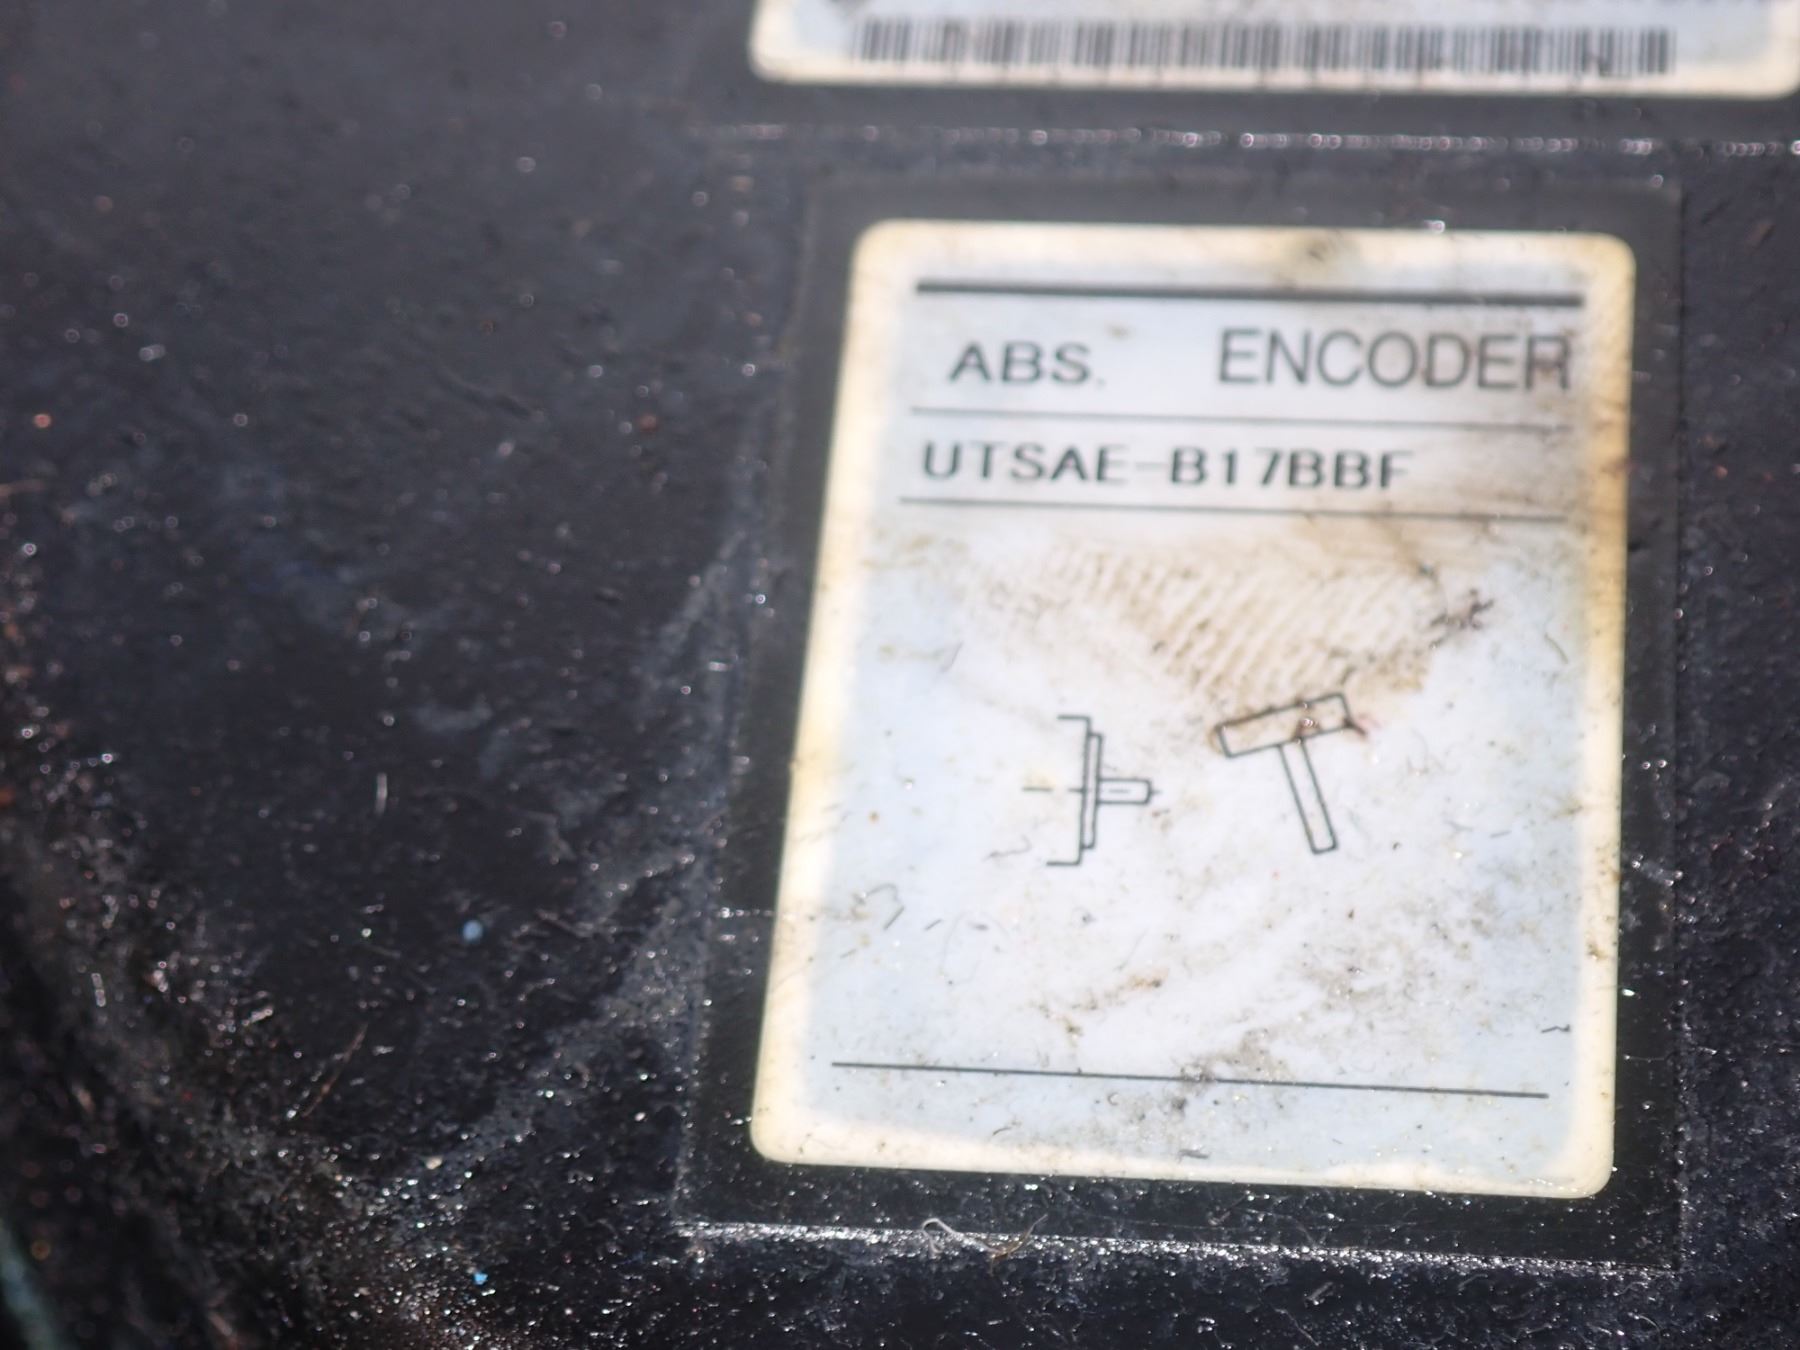 ABS. ENCODER
UTSAE-B17BBF